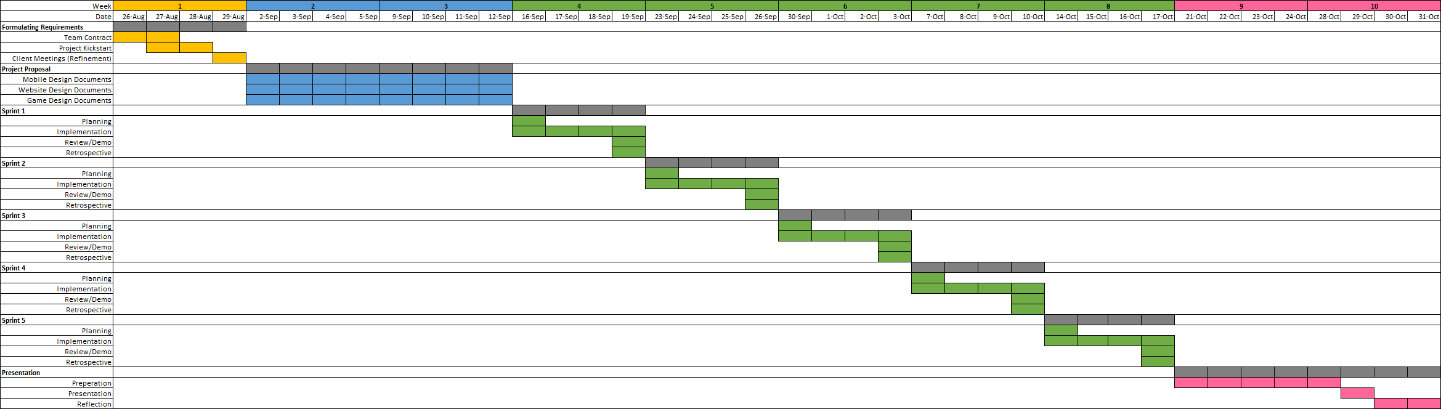 Week 1 2 3 4 5 6 7 8 9 10
Date 26-Aug 27-Aug 28-Aug 29-Aug 2-Sep 3-Sep 4-Sep 5-Sep 9-Sep 10-Sep 11-Sep 12-Sep 16-Sep 17-Sep 18-Sep 19-Sep 23-Sep 24-Sep 25-Sep 26-Sep 30-Sep 1-Oct 2-Oct 3-Oct 7-Oct 8-Oct 9-Oct 10-Oct 14-Oct 15-Oct 16-Oct 17-Oct 21-Oct 22-Oct 23-Oct 24-Oct 28-Oct 29-Oct 30-Oct 31-Oct
Formulating Requirements
Team Contract
Project Kickstart
Client Meetings (Refinement)
Project Proposal
Mobile Design Documents
Website Design Documents
Game Design Documents
Sprint 1
Planning
Implementation
Review/Demo
Retrospective
Sprint 2
Planning
Implementation
Review/Demo
Retrospective
Sprint 3
Planning
Implementation
Review/Demo
Retrospective
Sprint 4
Planning
Implementation
Review/Demo
Retrospective
Sprint 5
Planning
Implementation
Review/Demo
Retrospective
Presentation
Preperation
Presentation
Reflection